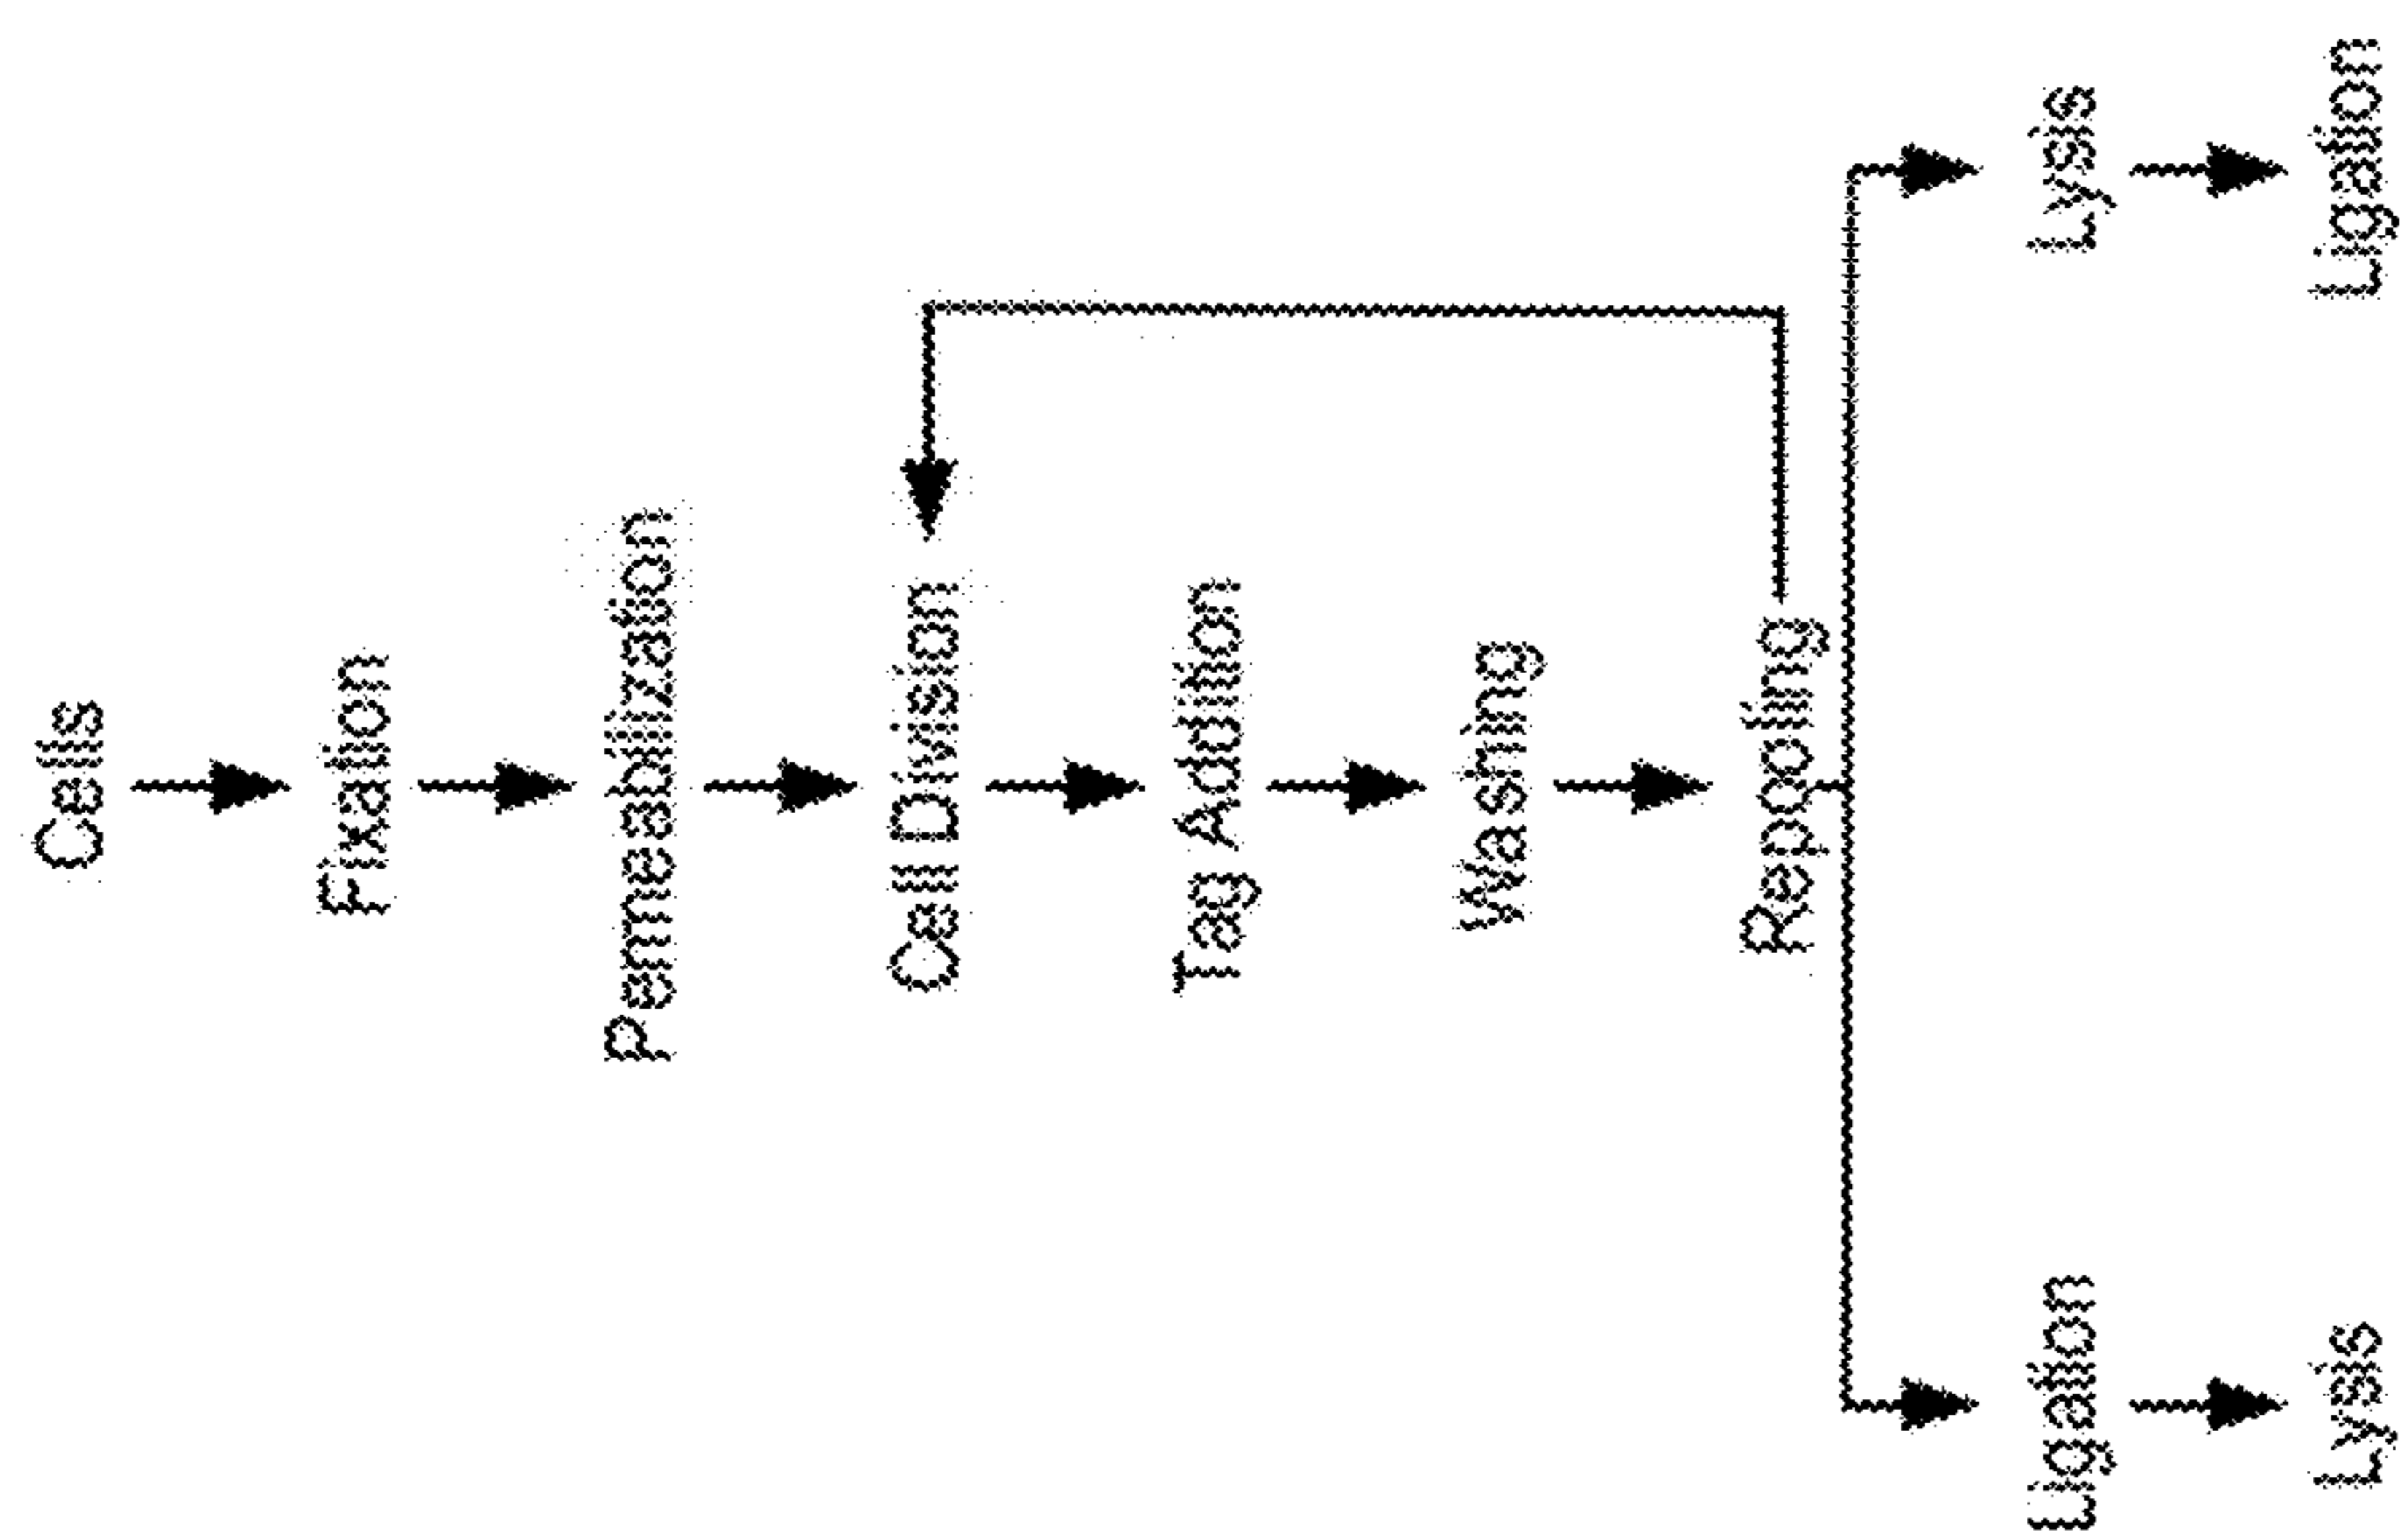 Cells
Fixation
Permeabilization
Cell Division
Tag Addition
Washing
Repooling
Ligation
Lysis
Lysis
Ligation